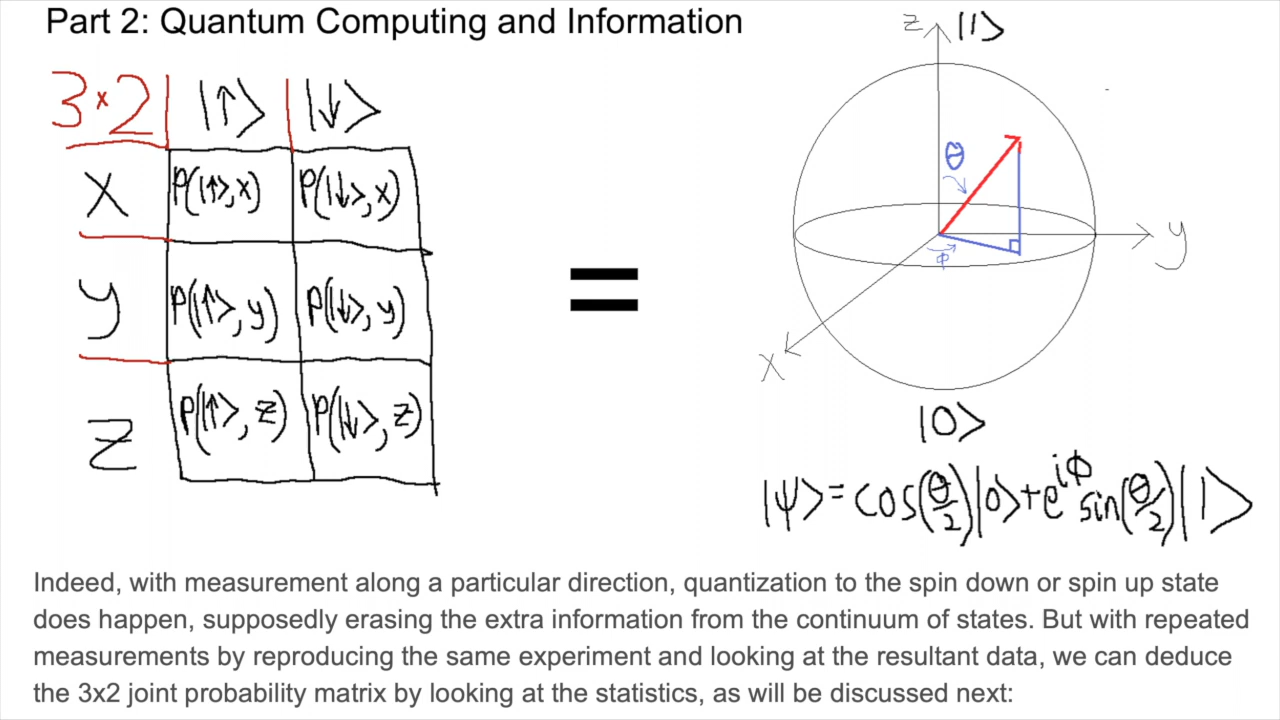 Part 2: Quantum Computing and Information
3×2 |↑> |↓>
x P(|↑>,x) P(|↓>,x)
y P(|↑>,y) P(|↓>,y)
z P(|↑>,z) P(|↓>,z)
=
z |1>
θ
y
ϕ
x
|0>
|ψ>=cos(θ/2)|0>+e^iϕ sin(θ/2)|1>
Indeed, with measurement along a particular direction, quantization to the spin down or spin up state
does happen, supposedly erasing the extra information from the continuum of states. But with repeated
measurements by reproducing the same experiment and looking at the resultant data, we can deduce
the 3x2 joint probability matrix by looking at the statistics, as will be discussed next: